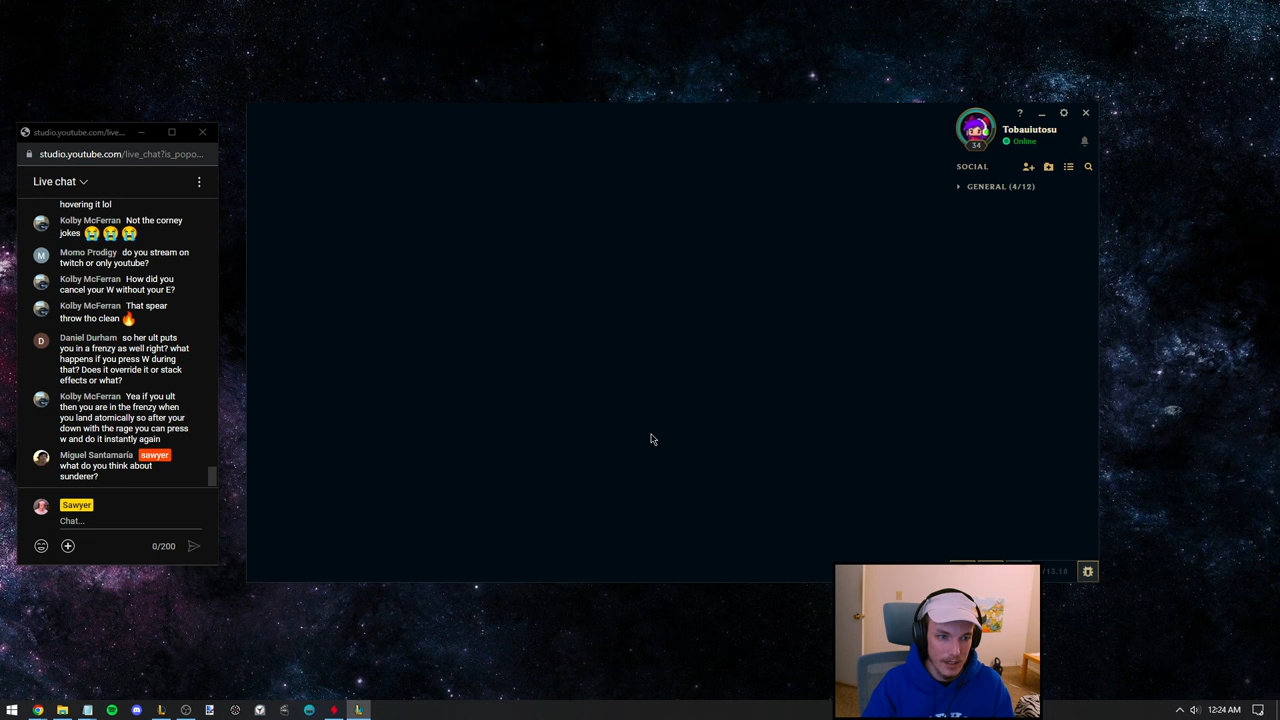 studio.youtube.com/live...
studio.youtube.com/live_chat?is_popo...
Live chat
hovering it lol
Kolby McFerran Not the corney
jokes 😭😭😭
Momo Prodigy do you stream on
twitch or only youtube?
Kolby McFerran How did you
cancel your W without your E?
Kolby McFerran That spear
throw tho clean 🔥
Daniel Durham so her ult puts
you in a frenzy as well right? what
happens if you press W during
that? Does it override it or stack
effects or what?
Kolby McFerran Yea if you ult
then you are in the frenzy when
you land atomically so after your
down with the rage you can press
w and do it instantly again
Miguel Santamaría sawyer
what do you think about
sunderer?
Sawyer
Chat...
0/200
34
Tobauiutosu
Online
SOCIAL
GENERAL (4/12)
12:24 AM